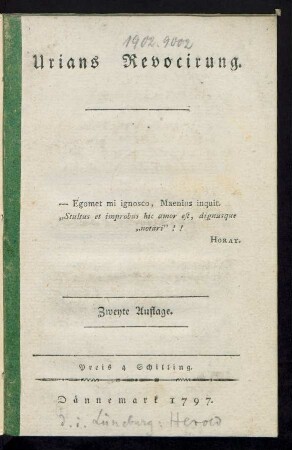 1902.9002
Urians Revocirung.
— Egomet mi ignosco, Maenius inquit.
„Stultus et improbus hic amor est, dignusque
„notari“ ! !
HORAT.
Zweyte Auflage.
Preis 4 Schilling.
Dännemark 1797.
d. i. Lüneburg: Herold